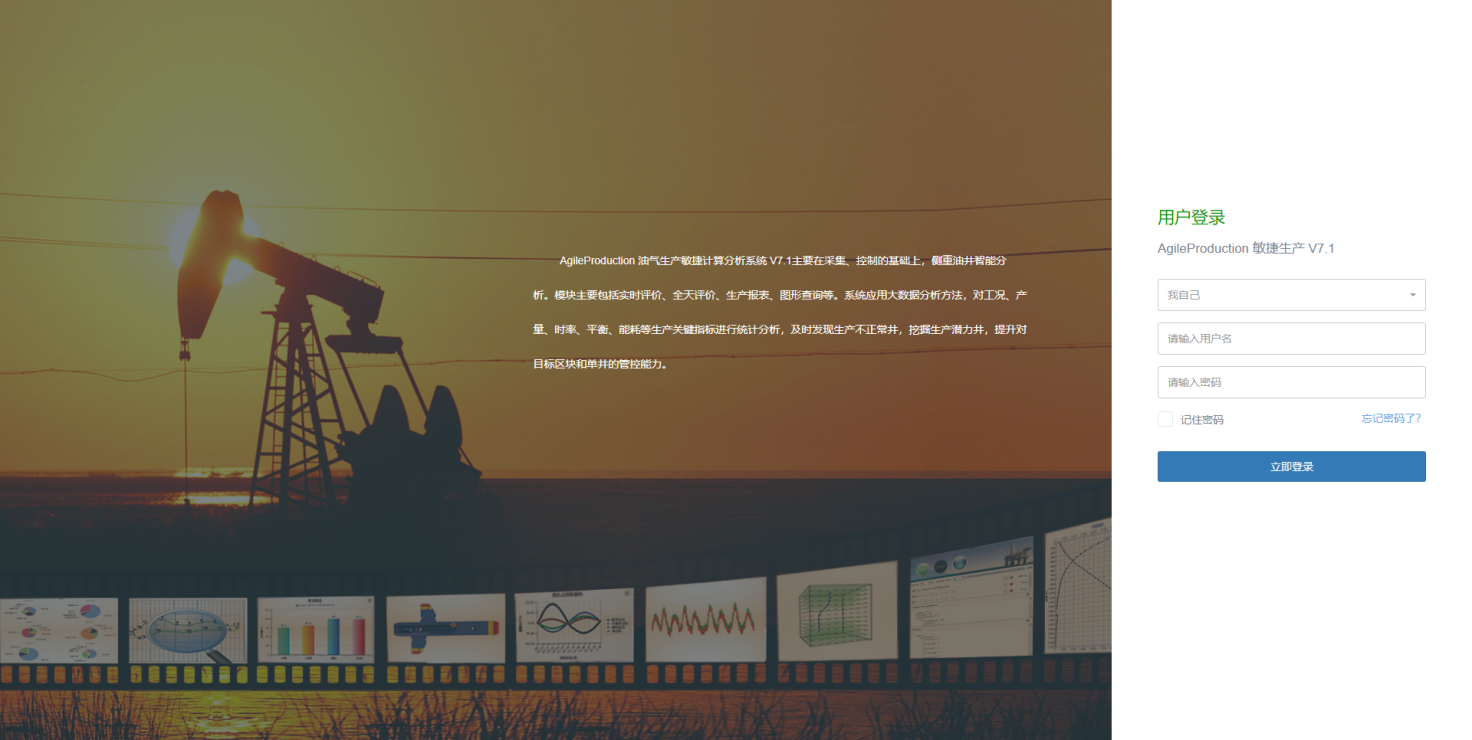 AgileProduction 油气生产敏捷计算分析系统 V7.1主要在采集、控制的基础上，侧重油井智能分
析。模块主要包括实时评价、全天评价、生产报表、图形查询等。系统应用大数据分析方法，对工况、产
量、时率、平衡、能耗等生产关键指标进行统计分析，及时发现生产不正常井，挖掘生产潜力井，提升对
目标区块和单井的管控能力。
用户登录
AgileProduction 敏捷生产 V7.1
我自己
请输入用户名
请输入密码
记住密码
忘记密码了?
立即登录